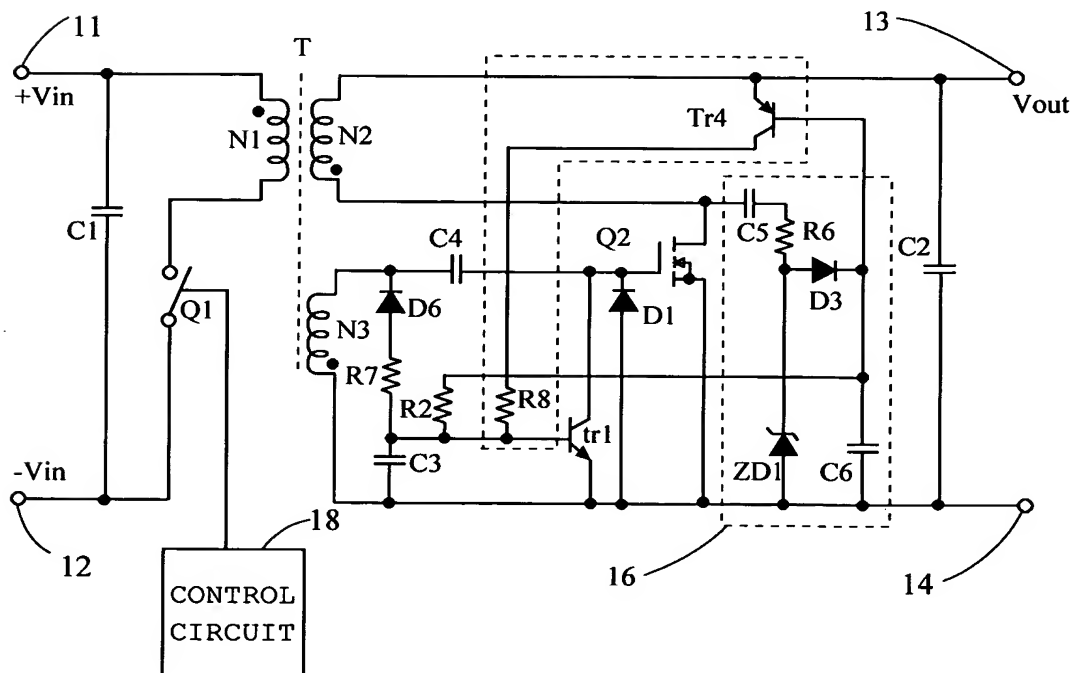 11
T
13
+Vin
Vout
N1
N2
Tr4
C1
C4
Q2
C5
R6
C2
Q1
N3
D6
D1
D3
R7
R2
R8
C3
tr1
ZD1
C6
-Vin
12
18
16
14
CONTROL
CIRCUIT